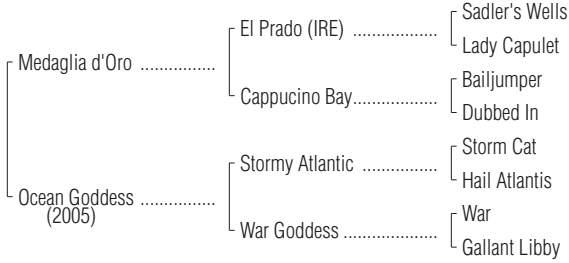 Sadler's Wells
El Prado (IRE) ...................
Lady Capulet
Medaglia d'Oro ................
Bailjumper
Cappucino Bay...................
Dubbed In
Storm Cat
Stormy Atlantic .................
Hail Atlantis
Ocean Goddess ................
(2005)
War
War Goddess .....................
Gallant Libby